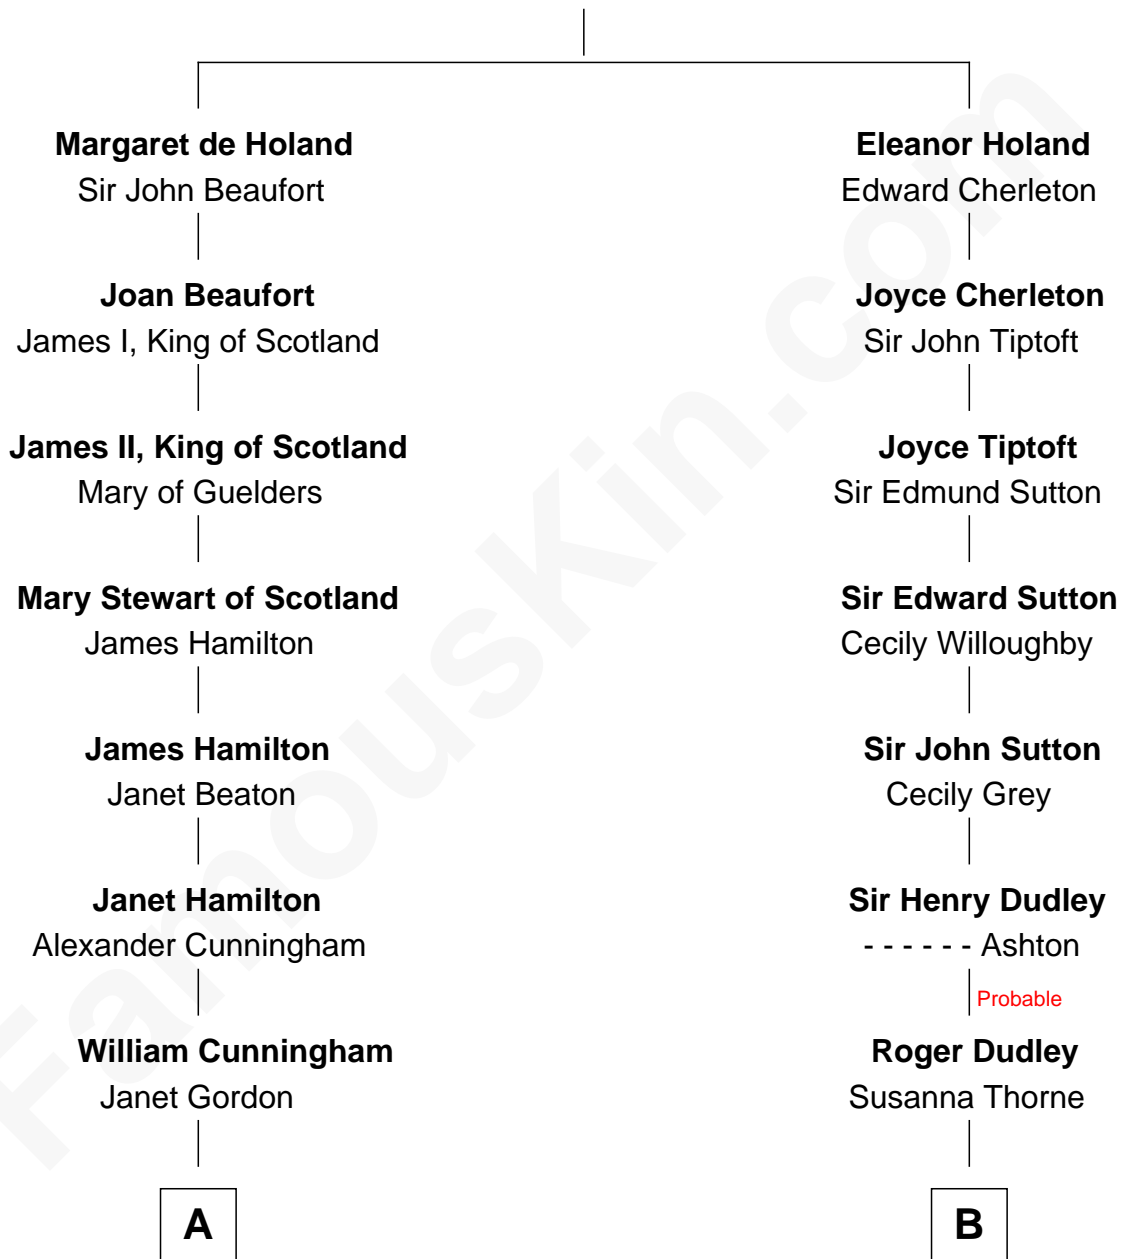 Margaret de Holand
Sir John Beaufort
Eleanor Holand
Edward Cherleton
Joan Beaufort
James I, King of Scotland
Joyce Cherleton
Sir John Tiptoft
James II, King of Scotland
Mary of Guelders
Joyce Tiptoft
Sir Edmund Sutton
Mary Stewart of Scotland
James Hamilton
Sir Edward Sutton
Cecily Willoughby
James Hamilton
Janet Beaton
Sir John Sutton
Cecily Grey
Janet Hamilton
Alexander Cunningham
Sir Henry Dudley
- - - - - - Ashton
Probable
William Cunningham
Janet Gordon
Roger Dudley
Susanna Thorne
A
B
FamousKin.com